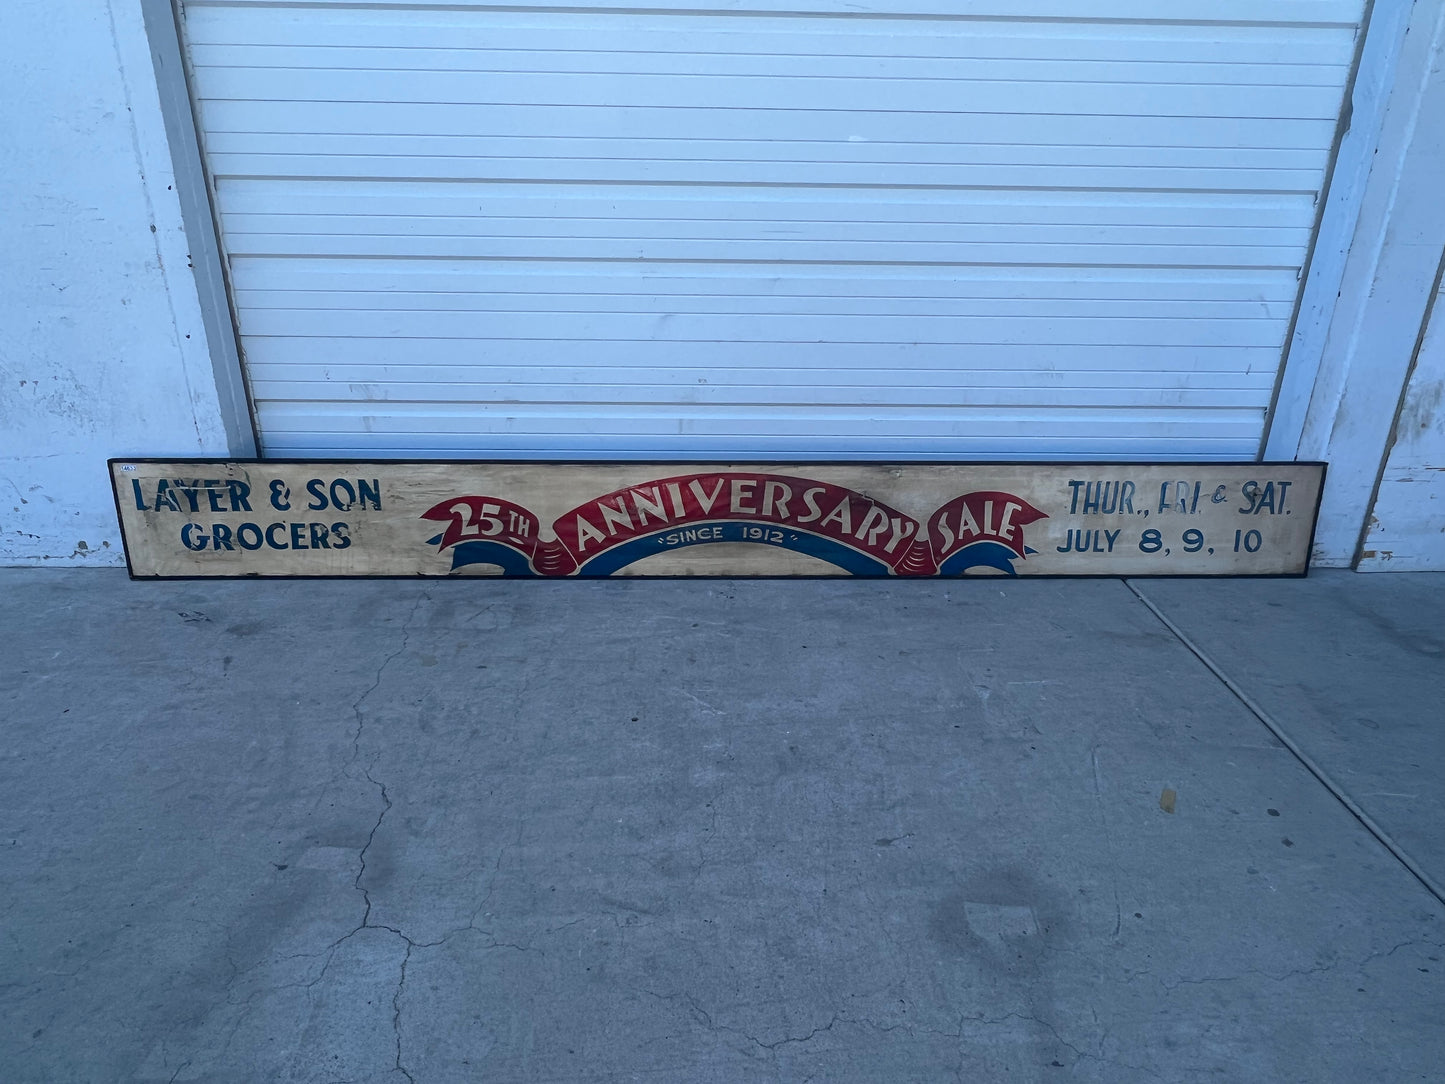 LAYER & SON
GROCERS
25TH ANNIVERSARY SALE
"SINCE 1912"
THUR., FRI. & SAT.
JULY 8, 9, 10